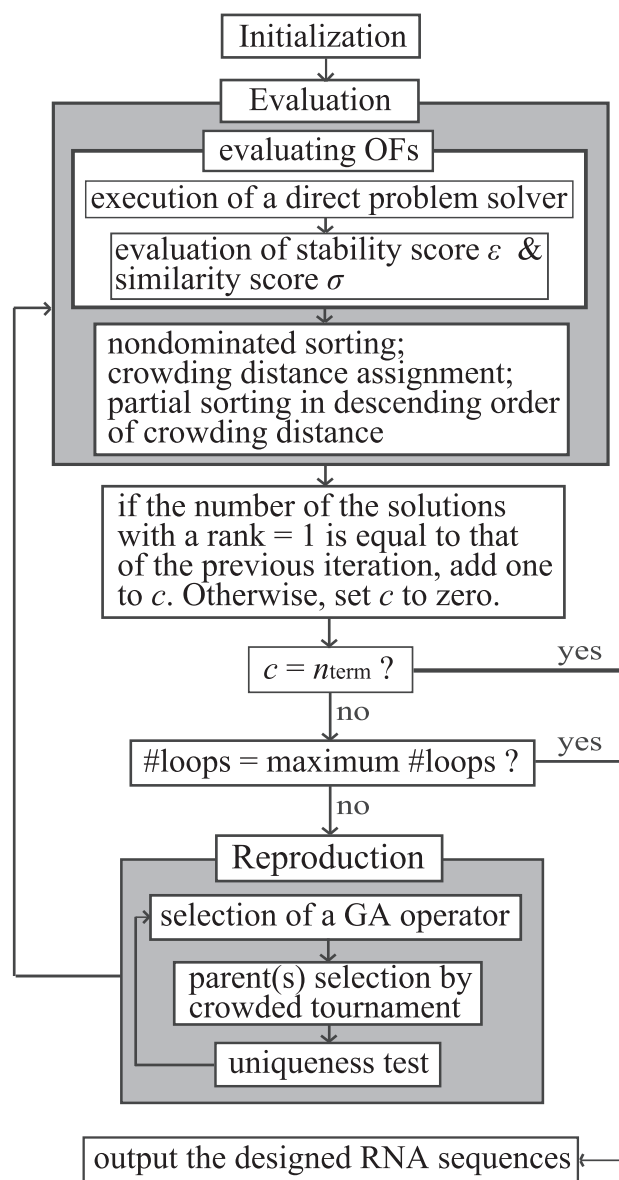 Initialization
Evaluation
evaluating OFs
execution of a direct problem solver
evaluation of stability score ε &
similarity score σ
nondominated sorting;
crowding distance assignment;
partial sorting in descending order
of crowding distance
if the number of the solutions
with a rank = 1 is equal to that
of the previous iteration, add one
to c. Otherwise, set c to zero.
c = nterm ?
yes
no
#loops = maximum #loops ?
yes
no
Reproduction
selection of a GA operator
parent(s) selection by
crowded tournament
uniqueness test
output the designed RNA sequences